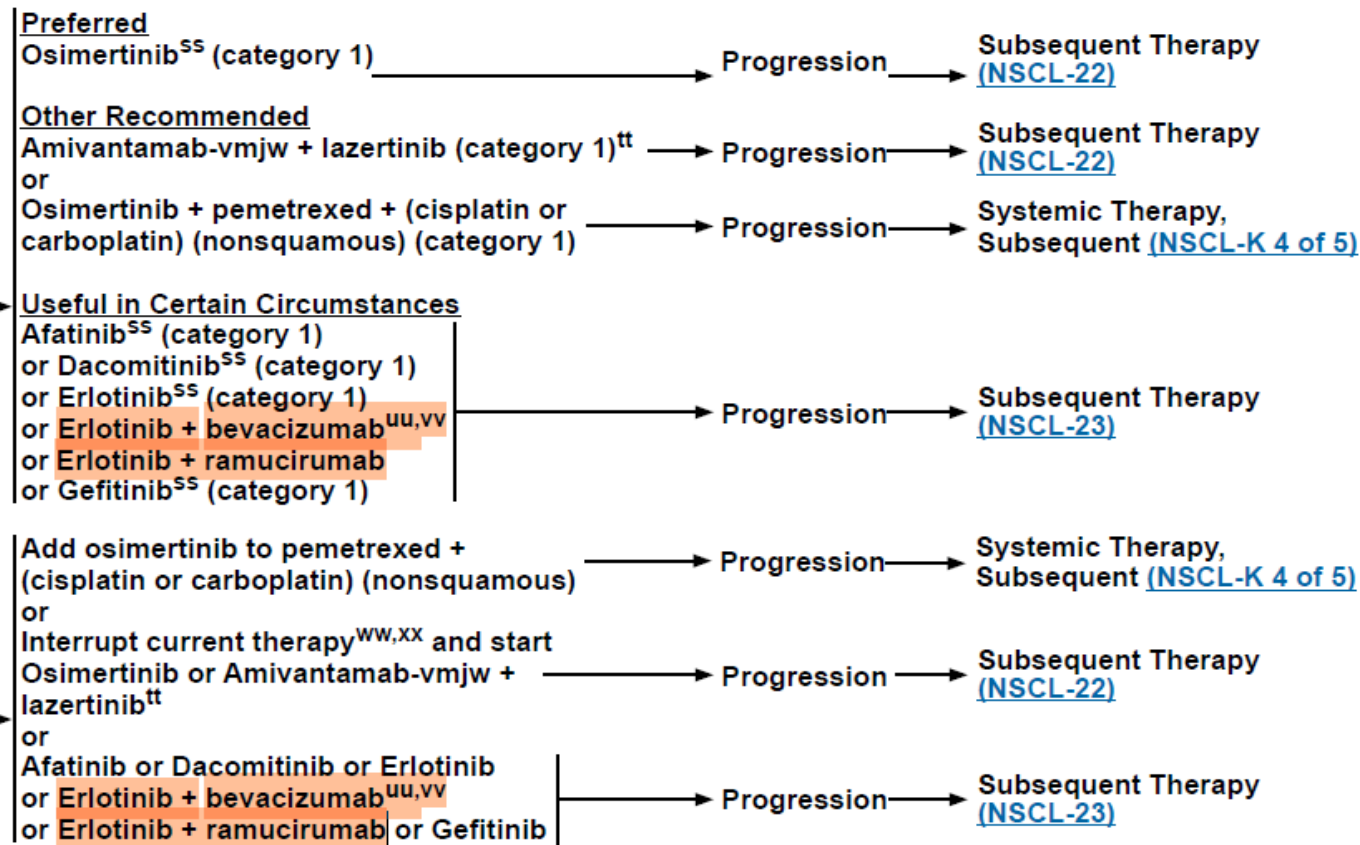 Preferred
Osimertinibss (category 1)
Progression
Subsequent Therapy
(NSCL-22)
Other Recommended
Amivantamab-vmjw + lazertinib (category 1)tt
Progression
Subsequent Therapy
(NSCL-22)
or
Osimertinib + pemetrexed + (cisplatin or
carboplatin) (nonsquamous) (category 1)
Progression
Systemic Therapy,
Subsequent (NSCL-K 4 of 5)
Useful in Certain Circumstances
Afatinibss (category 1)
or Dacomitinibss (category 1)
or Erlotinibss (category 1)
or Erlotinib + bevacizumabuu,vv
or Erlotinib + ramucirumab
or Gefitinibss (category 1)
Progression
Subsequent Therapy
(NSCL-23)
Add osimertinib to pemetrexed +
(cisplatin or carboplatin) (nonsquamous)
Progression
Systemic Therapy,
Subsequent (NSCL-K 4 of 5)
or
Interrupt current therapyww,xx and start
Osimertinib or Amivantamab-vmjw +
lazertinibtt
Progression
Subsequent Therapy
(NSCL-22)
or
Afatinib or Dacomitinib or Erlotinib
or Erlotinib + bevacizumabuu,vv
or Erlotinib + ramucirumab or Gefitinib
Progression
Subsequent Therapy
(NSCL-23)